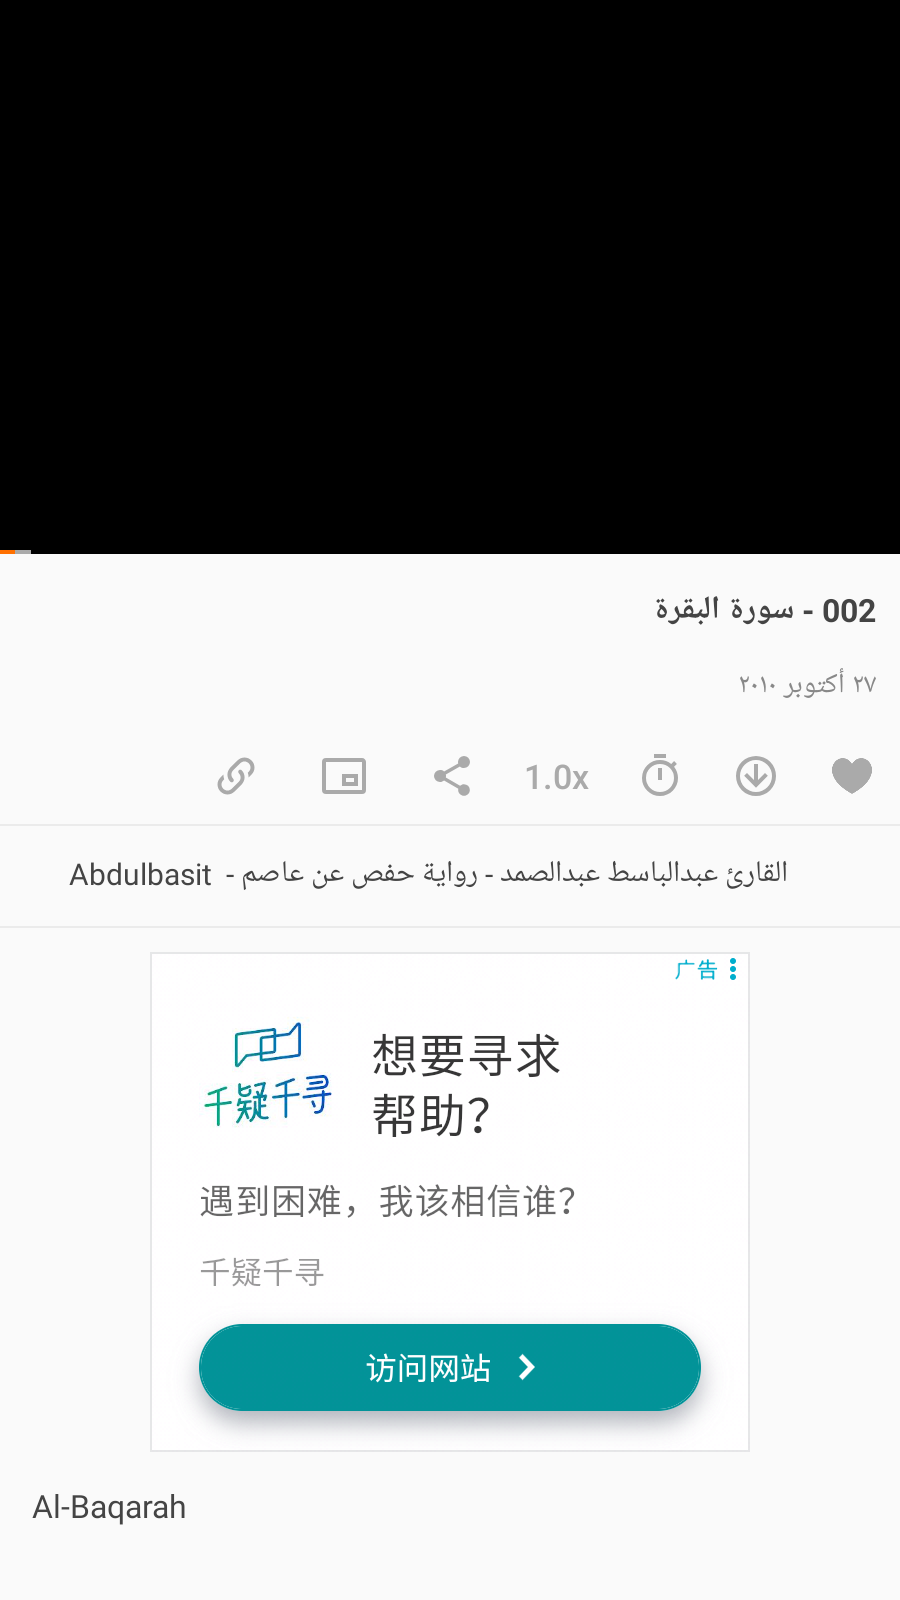 002 - سورة البقرة
٢٧ أكتوبر ٢٠١٠
1.0x
القارئ عبدالباسط عبدالصمد - رواية حفص عن عاصم - Abdulbasit
广告
千疑千寻
想要寻求
帮助？
遇到困难，我该相信谁？
千疑千寻
访问网站
Al-Baqarah